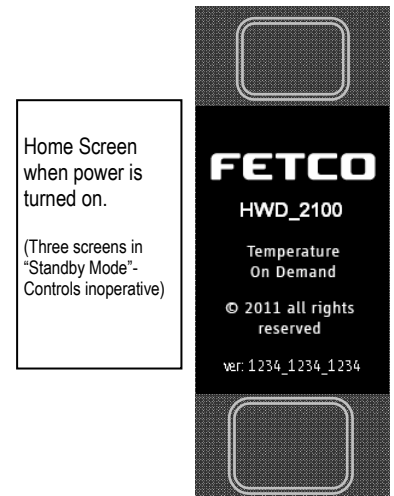 Home Screen
when power is
turned on.
(Three screens in
“Standby Mode”-
Controls inoperative)
FETCO
HWD_2100
Temperature
On Demand
© 2011 all rights
reserved
ver: 1234_1234_1234